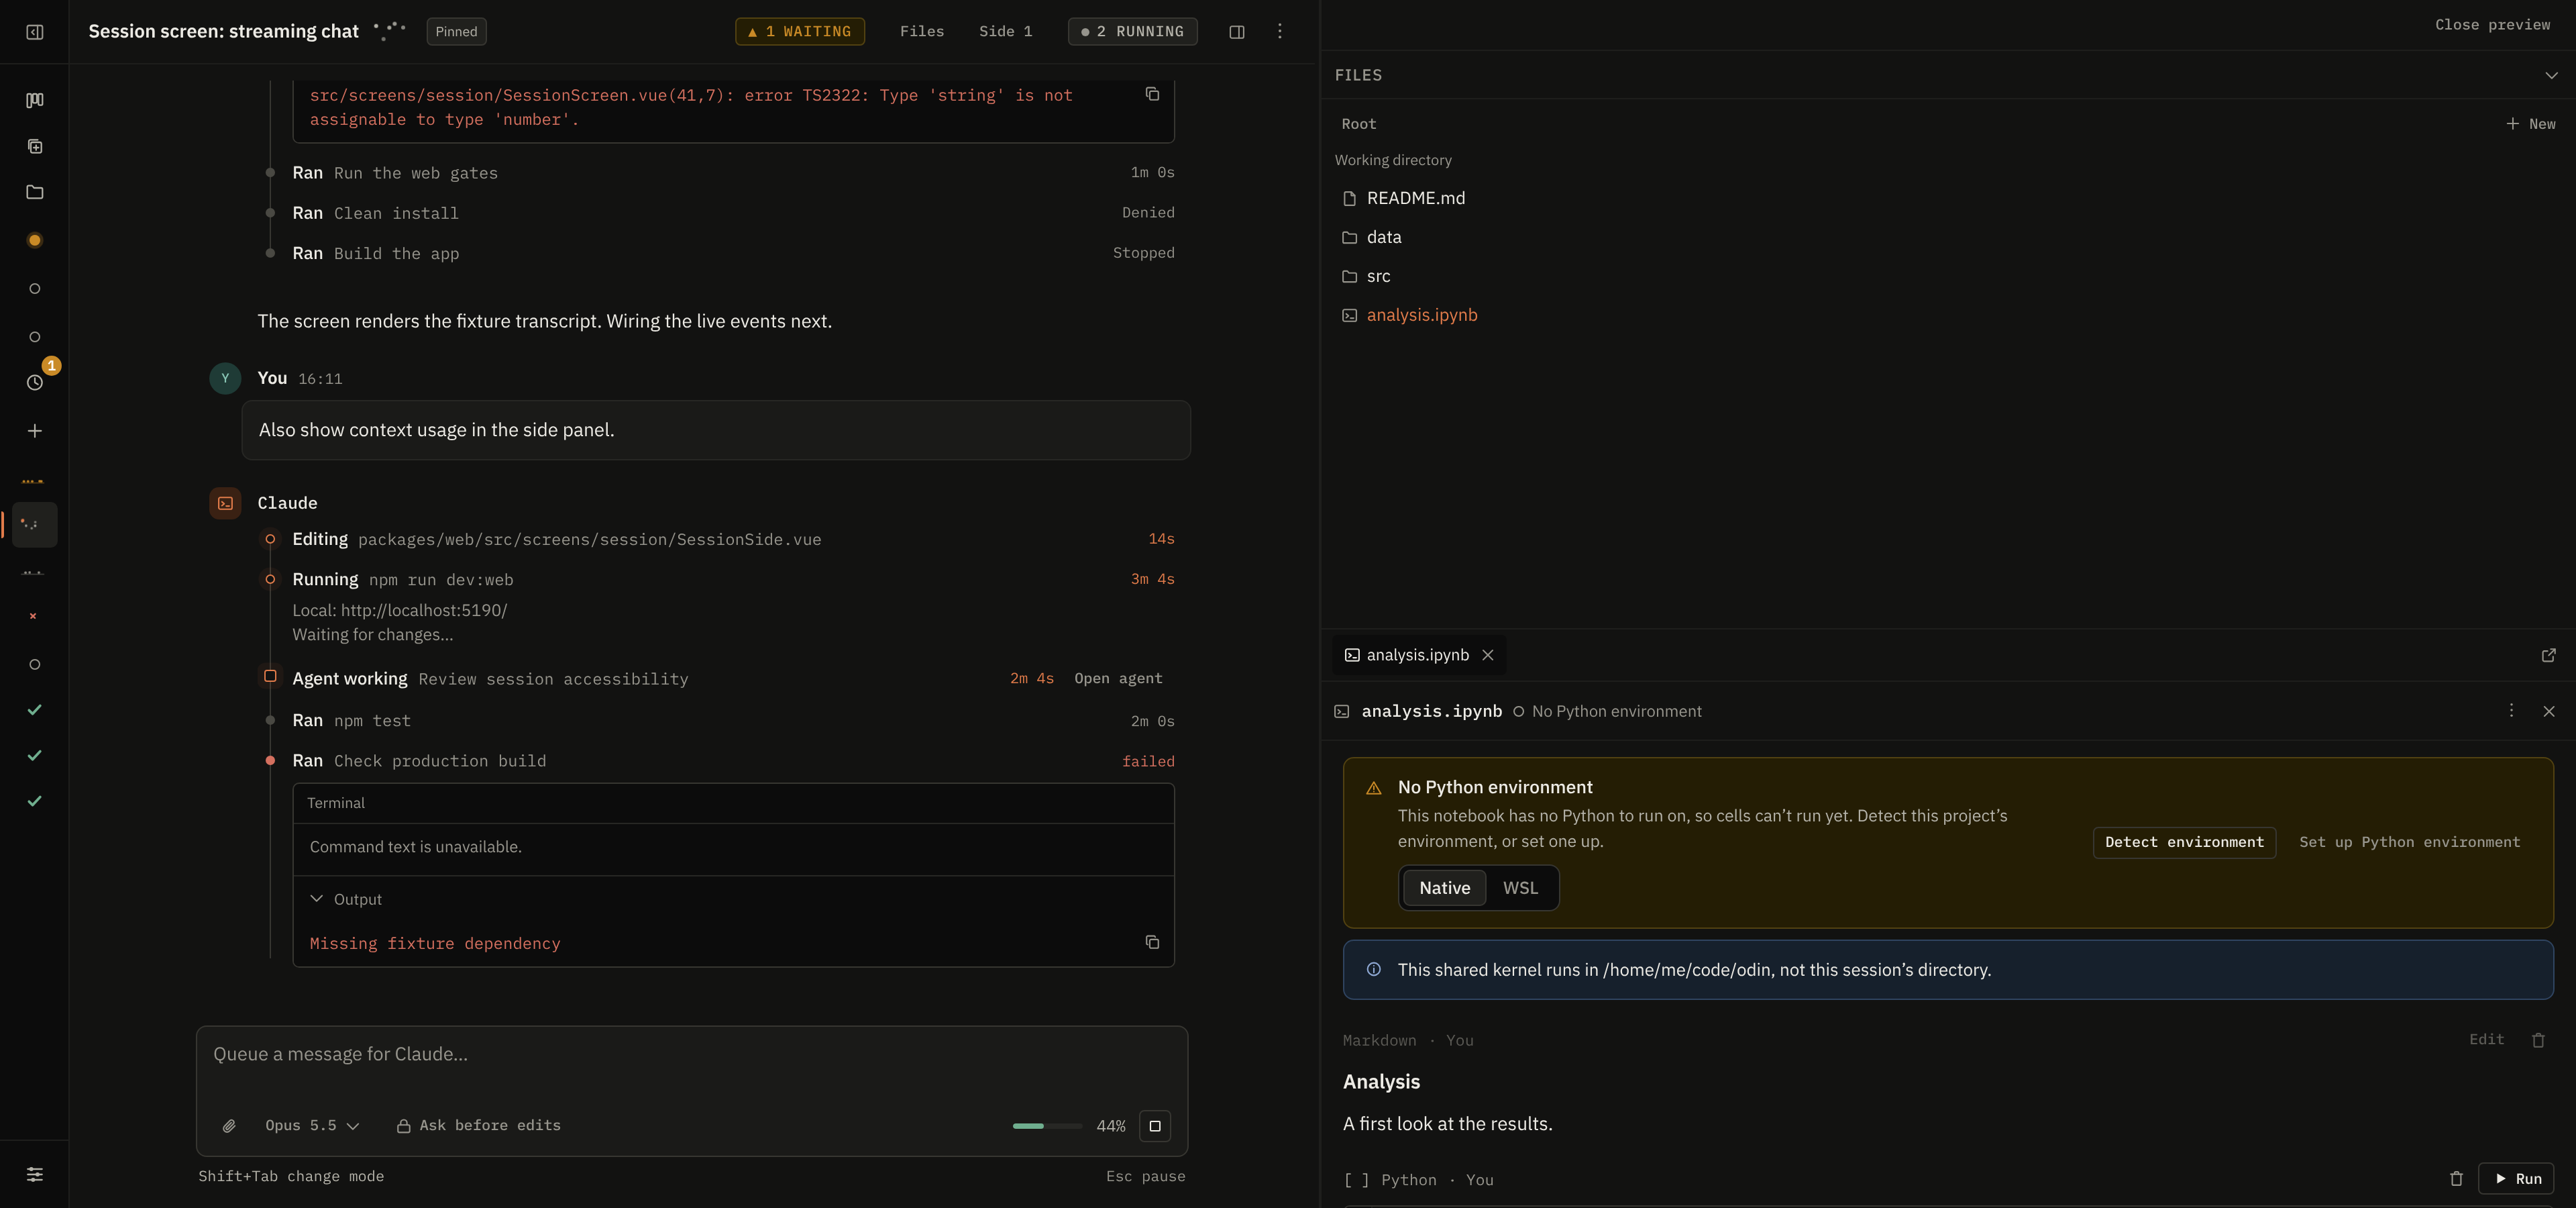 Session screen: streaming chat
Pinned
▲ 1 WAITING
Files
Side 1
● 2 RUNNING
src/screens/session/SessionScreen.vue(41,7): error TS2322: Type 'string' is not
assignable to type 'number'.
Ran Run the web gates 1m 0s
Ran Clean install Denied
Ran Build the app Stopped
The screen renders the fixture transcript. Wiring the live events next.
1
Y You 16:11
Also show context usage in the side panel.
Claude
Editing packages/web/src/screens/session/SessionSide.vue 14s
Running npm run dev:web 3m 4s
Local: http://localhost:5190/
Waiting for changes...
Agent working Review session accessibility 2m 4s Open agent
Ran npm test 2m 0s
Ran Check production build failed
Terminal
Command text is unavailable.
Output
Missing fixture dependency
Queue a message for Claude...
Opus 5.5 Ask before edits 44%
Shift+Tab change mode Esc pause
Close preview
FILES
Root + New
Working directory
README.md
data
src
analysis.ipynb
analysis.ipynb
analysis.ipynb No Python environment
No Python environment
This notebook has no Python to run on, so cells can’t run yet. Detect this project’s
environment, or set one up.
Detect environment Set up Python environment
Native WSL
This shared kernel runs in /home/me/code/odin, not this session’s directory.
Markdown · You Edit
Analysis
A first look at the results.
[ ] Python · You Run